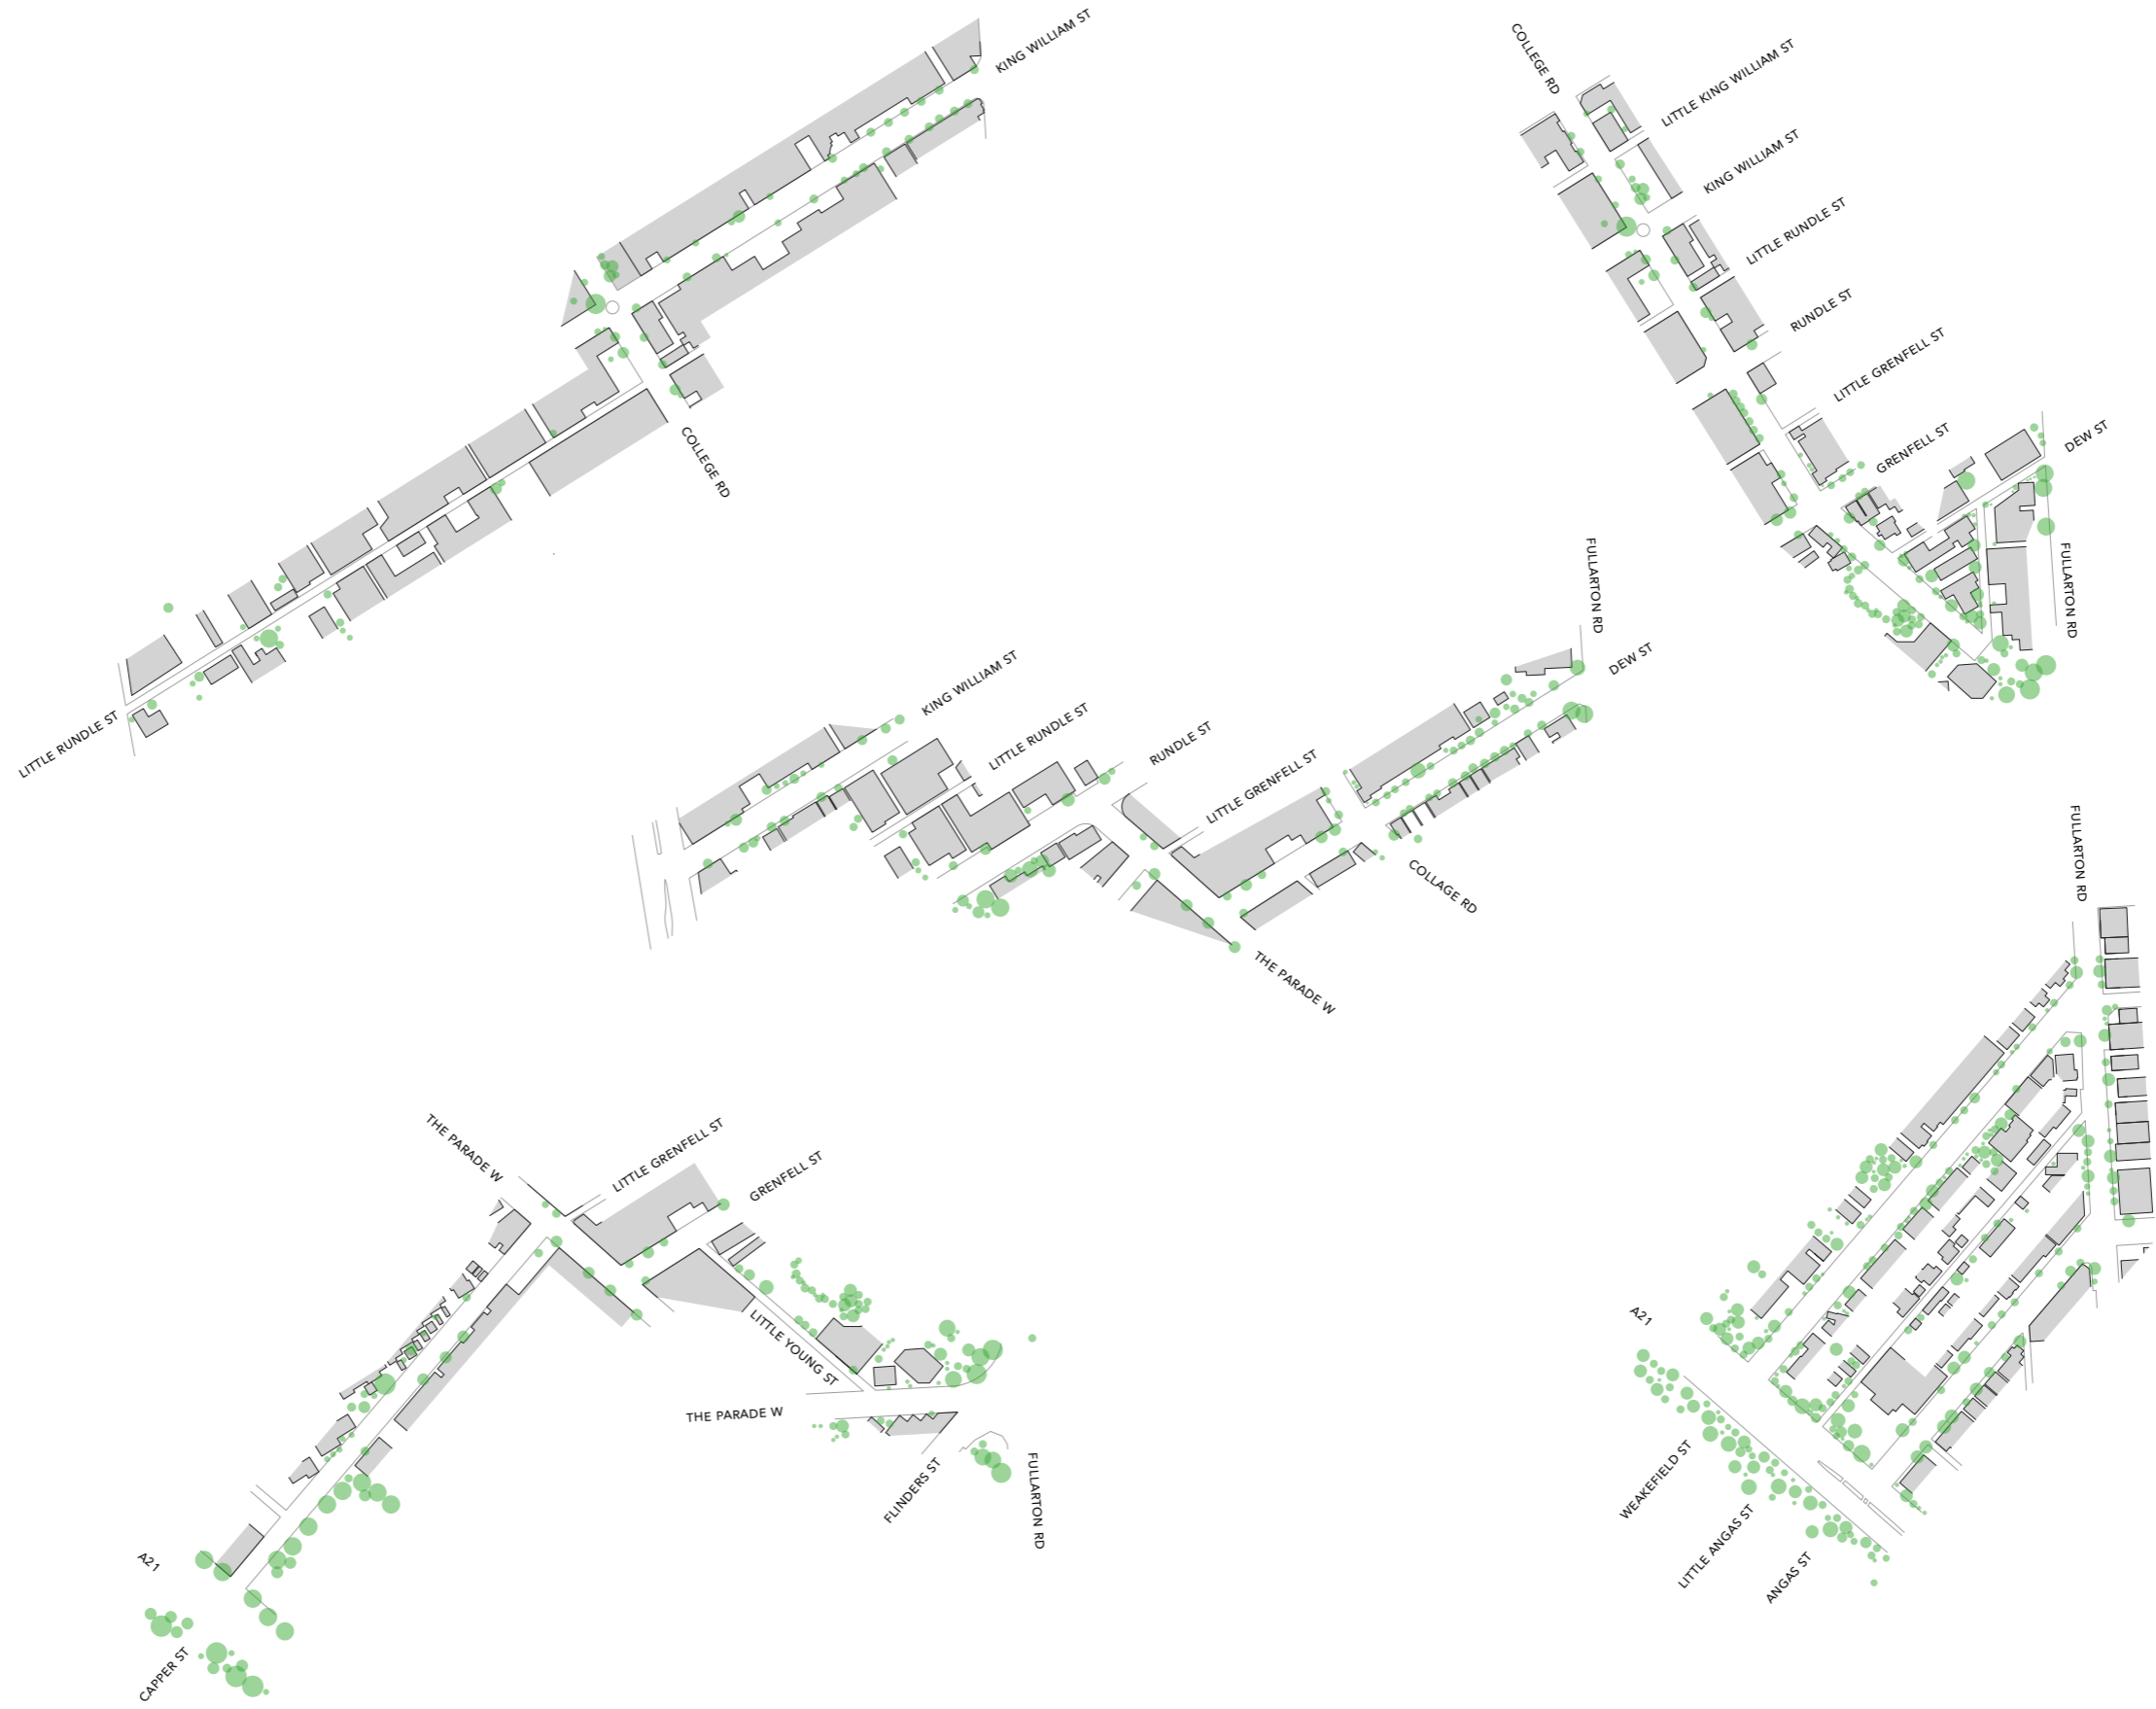 KING WILLIAM ST
COLLEGE RD
LITTLE RUNDLE ST
COLLEGE RD
LITTLE KING WILLIAM ST
KING WILLIAM ST
LITTLE RUNDLE ST
RUNDLE ST
LITTLE GRENFELL ST
GRENFELL ST
DEW ST
FULLARTON RD
KING WILLIAM ST
LITTLE RUNDLE ST
RUNDLE ST
LITTLE GRENFELL ST
FULLARTON RD
DEW ST
COLLAGE RD
THE PARADE W
THE PARADE W
LITTLE GRENFELL ST
GRENFELL ST
LITTLE YOUNG ST
THE PARADE W
FLINDERS ST
FULLARTON RD
A21
CAPPER ST
FULLARTON RD
A21
WEAKEFIELD ST
LITTLE ANGAS ST
ANGAS ST